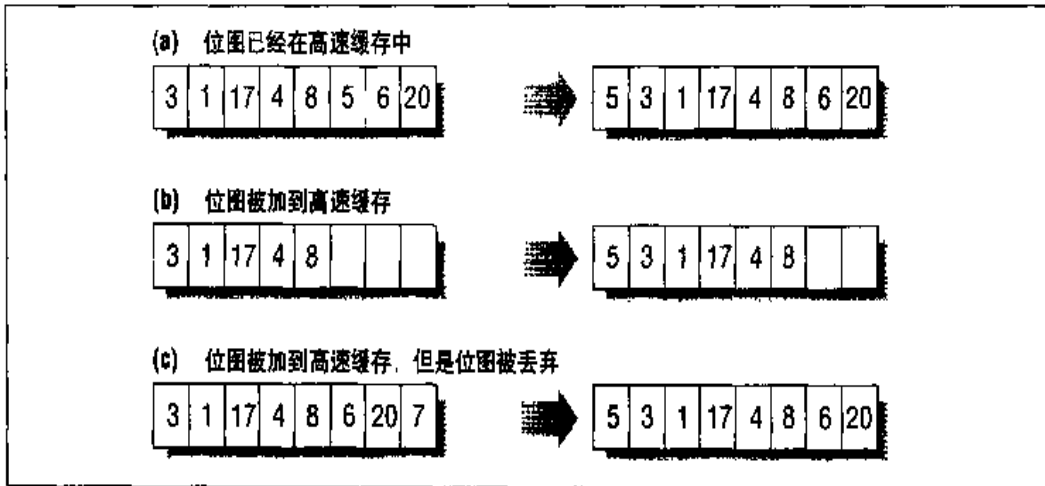 (a) 位图已经在高速缓存中
3 1 17 4 8 5 6 20 5 3 1 17 4 8 6 20
(b) 位图被加到高速缓存
3 1 17 4 8 5 3 1 17 4 8
(c) 位图被加到高速缓存，但是位图被丢弃
3 1 17 4 8 6 20 7 5 3 1 17 4 8 6 20